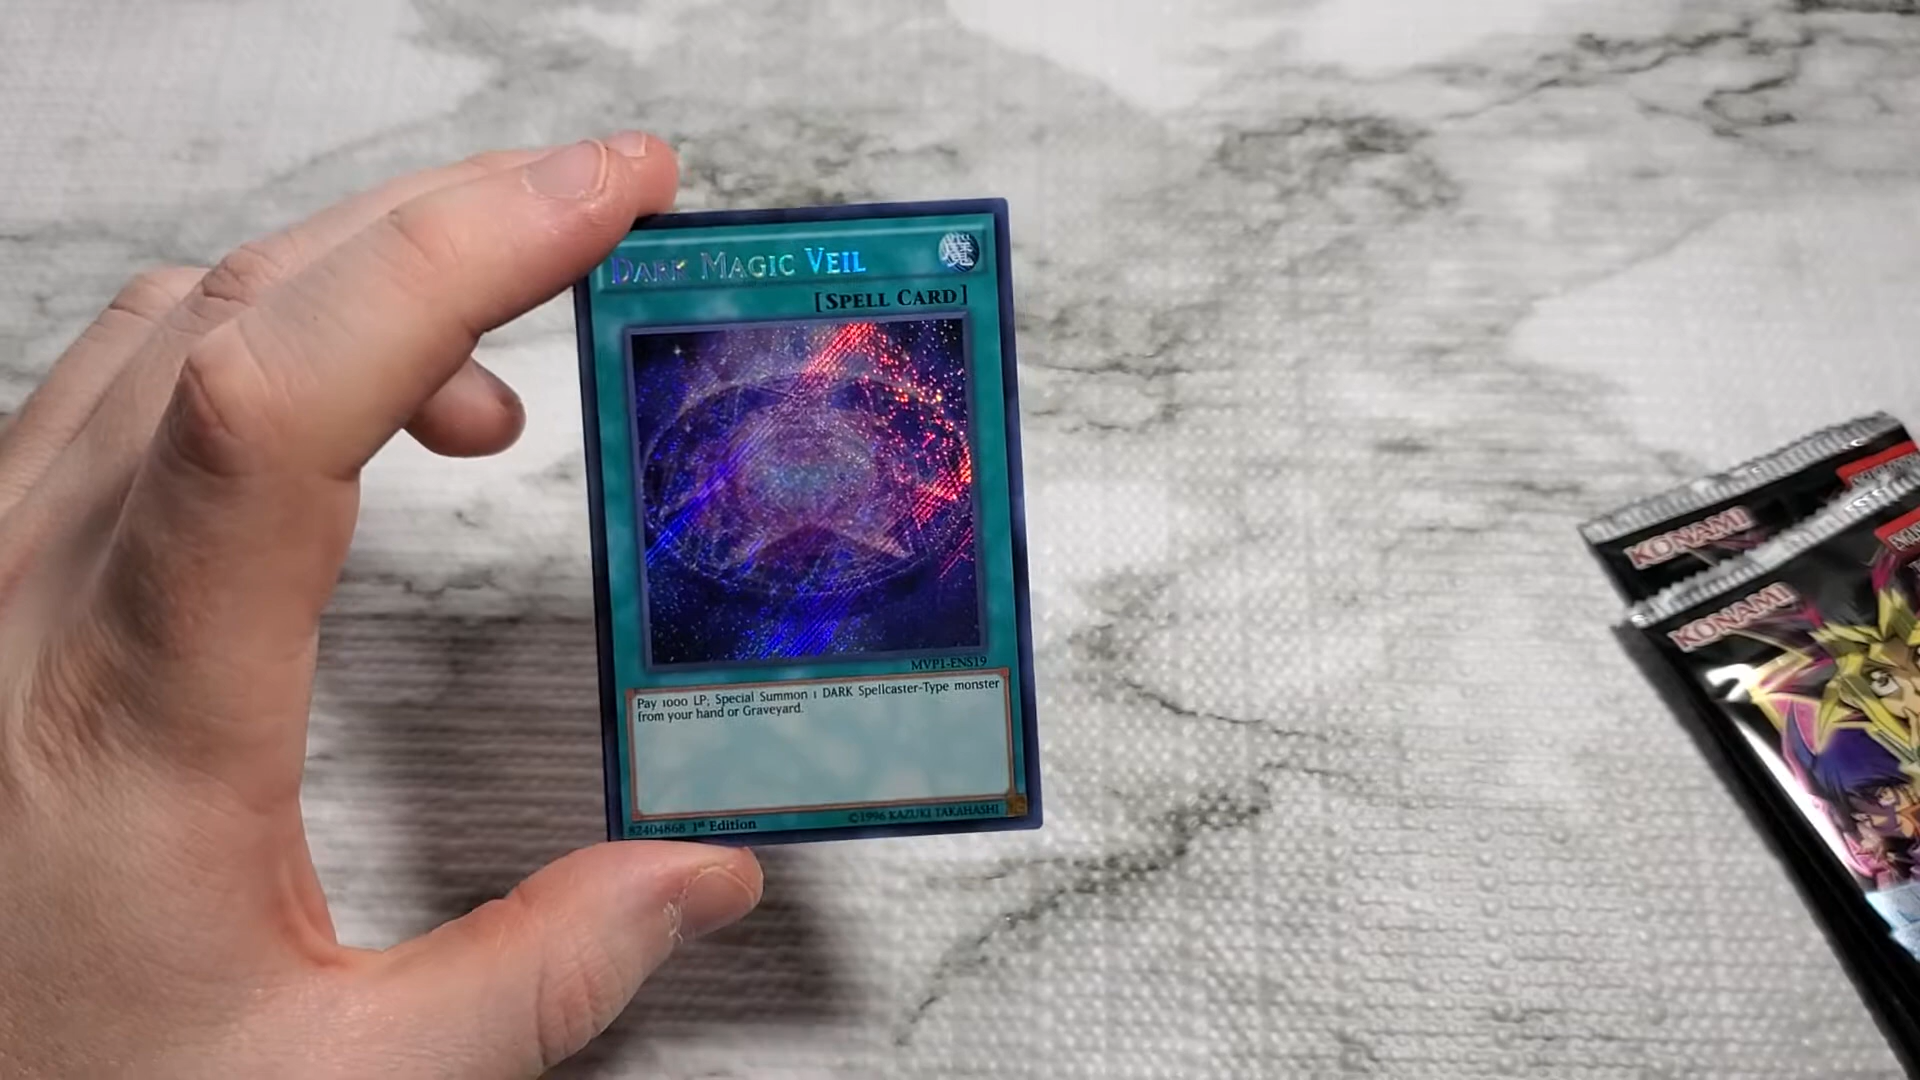 DARK MAGIC VEIL
魔
[SPELL CARD]
MVP1-ENS19
Pay 1000 LP; Special Summon 1 DARK Spellcaster-Type monster
from your hand or Graveyard.
82404868 1st Edition
©1996 KAZUKI TAKAHASHI
KONAMI
KONAMI